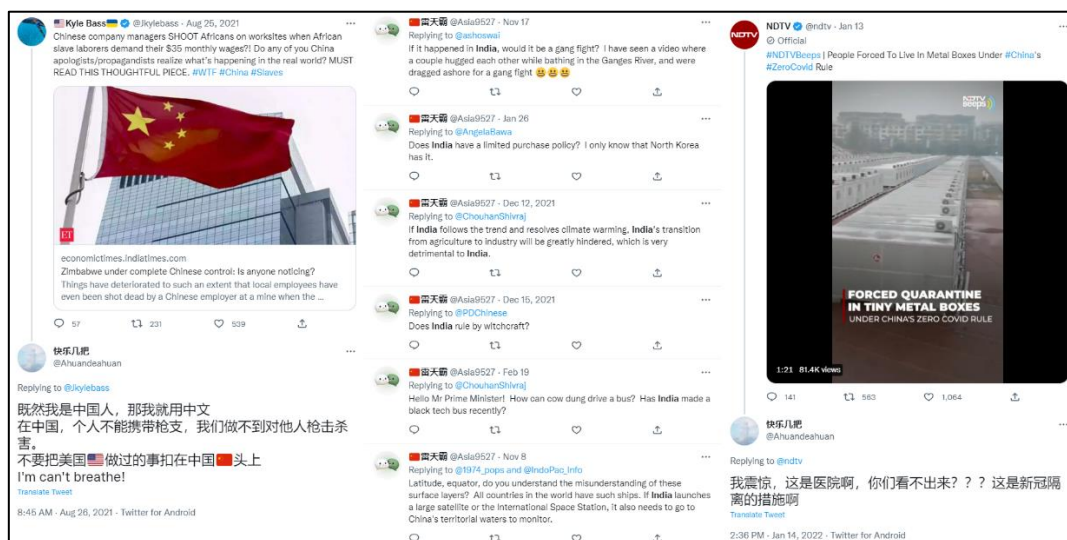 Kyle Bass @Jkylebass · Aug 25, 2021
Chinese company managers SHOOT Africans on worksites when African
slave laborers demand their $35 monthly wages?! Do any of you China
apologists/propagandists realize what's happening in the real world? MUST
READ THIS THOUGHTFUL PIECE. #WTF #China #Slaves
ET
economictimes.indiatimes.com
Zimbabwe under complete Chinese control: Is anyone noticing?
Things have deteriorated to such an extent that local employees have
even been shot dead by a Chinese employer at a mine when the ...
57 231 539
快乐几把
@Ahuandeahuan
Replying to @Jkylebass
既然我是中国人，那我就用中文
在中国，个人不能携带枪支，我们做不到对他人枪击杀
害。
不要把美国🇺🇸做过的事扣在中国🇨🇳头上
I'm can't breathe!
Translate Tweet
8:45 AM · Aug 26, 2021 · Twitter for Android
雷天霸 @Asia9527 · Nov 17
Replying to @ashoswai
If it happened in India, would it be a gang fight? I have seen a video where
a couple hugged each other while bathing in the Ganges River, and were
dragged ashore for a gang fight 😀😀😀
雷天霸 @Asia9527 · Jan 26
Replying to @AngelaBawa
Does India have a limited purchase policy? I only know that North Korea
has it.
雷天霸 @Asia9527 · Dec 12, 2021
Replying to @ChouhanShivraj
If India follows the trend and resolves climate warming, India's transition
from agriculture to industry will be greatly hindered, which is very
detrimental to India.
雷天霸 @Asia9527 · Dec 15, 2021
Replying to @PDChinese
Does India rule by witchcraft?
雷天霸 @Asia9527 · Feb 19
Replying to @ChouhanShivraj
Hello Mr Prime Minister! How can cow dung drive a bus? Has India made a
black tech bus recently?
雷天霸 @Asia9527 · Nov 8
Replying to @1974_pops and @IndoPac_Info
Latitude, equator, do you understand the misunderstanding of these
surface layers? All countries in the world have such ships. If India launches
a large satellite or the International Space Station, it also needs to go to
China's territorial waters to monitor.
NDTV
NDTV @ndtv · Jan 13
Official
#NDTVBeeps | People Forced To Live In Metal Boxes Under #China's
#ZeroCovid Rule
NDTV
beeps
FORCED QUARANTINE
IN TINY METAL BOXES
UNDER CHINA'S ZERO COVID RULE
1:21 81.4K views
141 563 1,064
快乐几把
@Ahuandeahuan
Replying to @ndtv
我震惊，这是医院啊，你们看不出来？？？这是新冠隔
离的措施啊
Translate Tweet
2:36 PM · Jan 14, 2022 · Twitter for Android